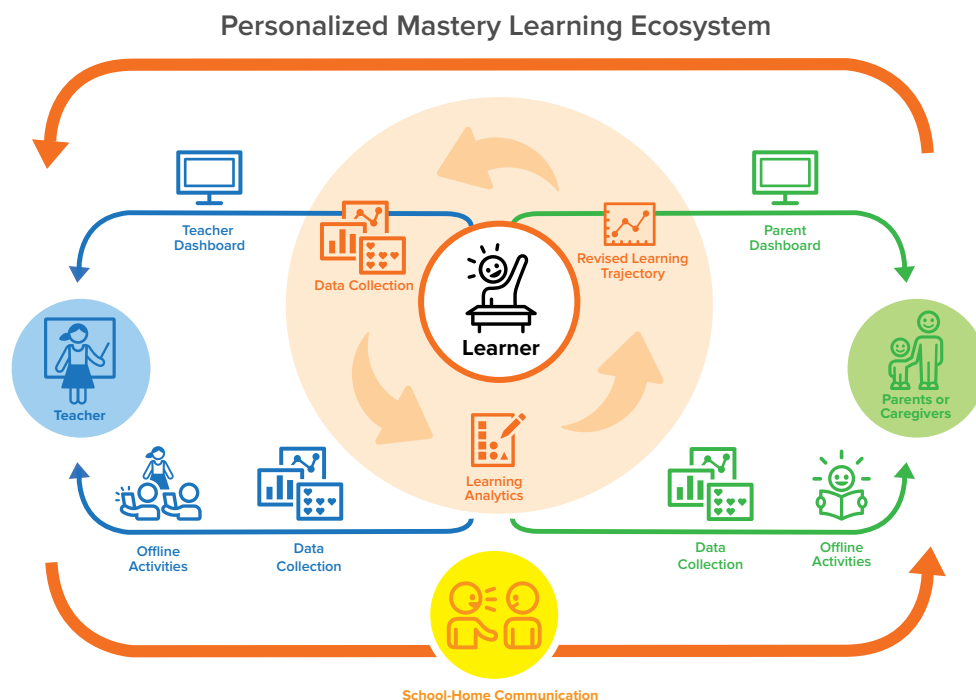 Personalized Mastery Learning Ecosystem
Teacher
Dashboard
Parent
Dashboard
Data Collection
Revised Learning
Trajectory
Learner
Teacher
Parents or
Caregivers
Learning
Analytics
Offline
Activities
Data
Collection
Data
Collection
Offline
Activities
School-Home Communication